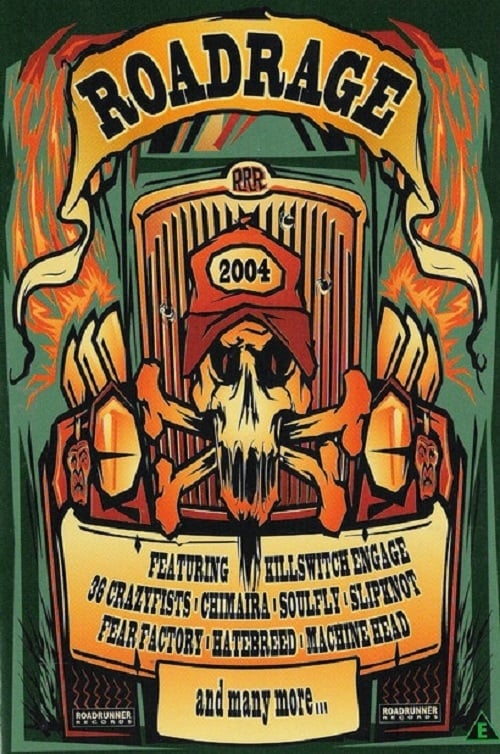 ROADRAGE
RRR
2004
FEATURING KILLSWITCH ENGAGE
36 CRAZYFISTS · CHIMAIRA · SOULFLY · SLIPKNOT
FEAR FACTORY · HATEBREED · MACHINE HEAD
and many more...
ROADRUNNER
RECORDS
ROADRUNNER
RECORDS
E